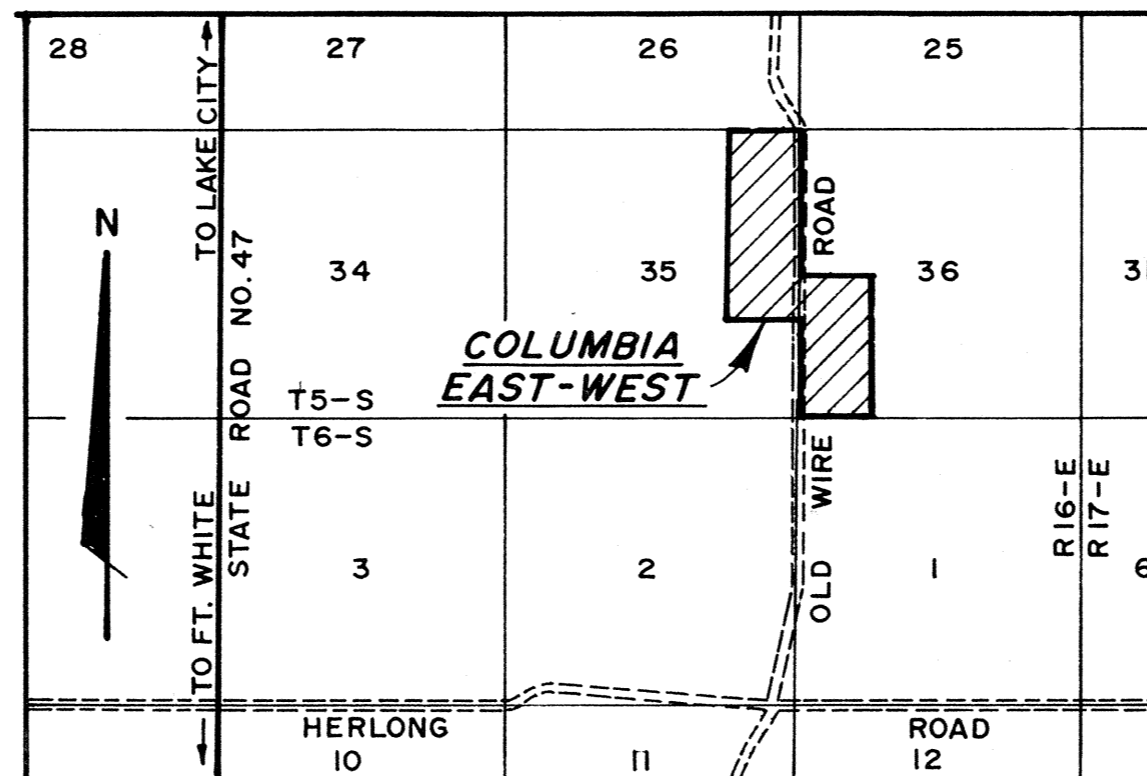 28
27
26
25
TO LAKE CITY
N
34
35
36
ROAD
STATE ROAD NO. 47
COLUMBIA
EAST-WEST
T5-S
T6-S
R16-E
R17-E
TO FT. WHITE
3
2
OLD WIRE
1
6
HERLONG
ROAD
10
11
12